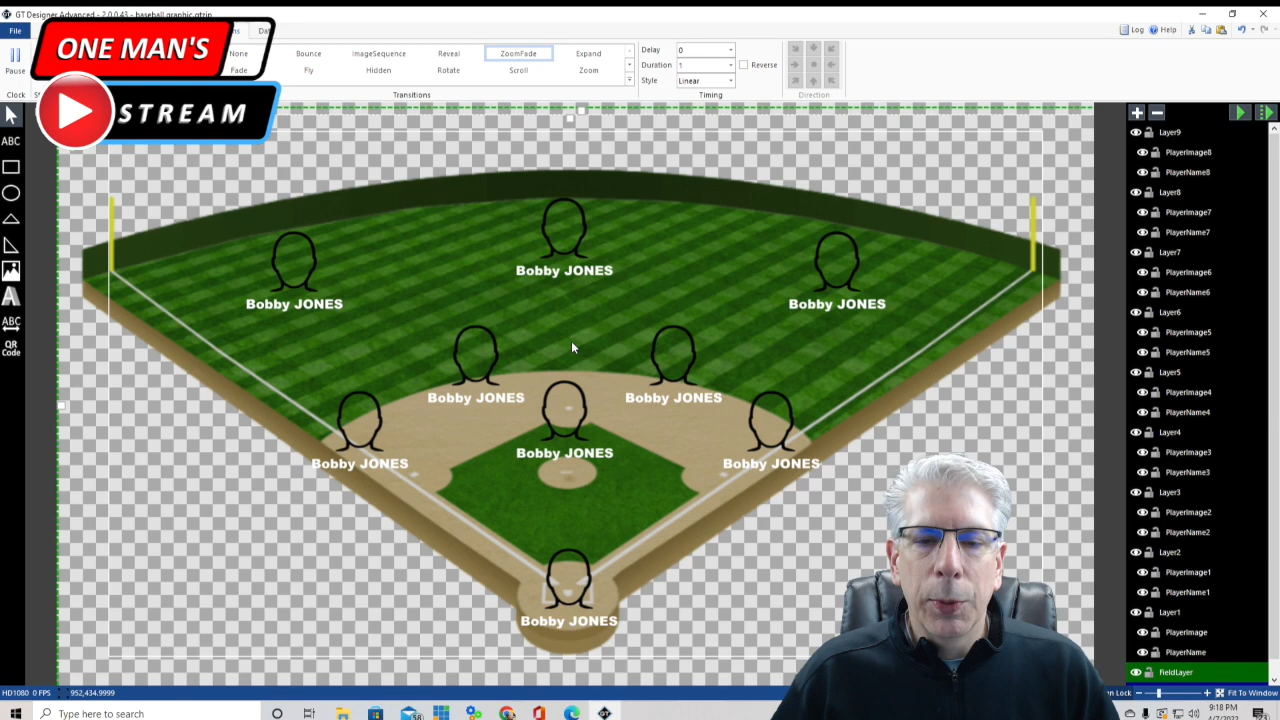 GT Designer Advanced - 2.0.0.43 - baseball graphic.gtzip
File
Da
Log
Help
ONE MAN'S
STREAM
Pause
Clock
None
Bounce
ImageSequence
Reveal
ZoomFade
Expand
Fade
Fly
Hidden
Rotate
Scroll
Zoom
Transitions
Delay
0
Duration
1
Reverse
Style
Linear
Timing
Direction
ABC
ABC
QR
Code
Bobby JONES
Bobby JONES
Bobby JONES
Bobby JONES
Bobby JONES
Bobby JONES
Bobby JONES
Bobby JONES
Bobby JONES
Layer9
PlayerImage8
PlayerName8
Layer8
PlayerImage7
PlayerName7
Layer7
PlayerImage6
PlayerName6
Layer6
PlayerImage5
PlayerName5
Layer5
PlayerImage4
PlayerName4
Layer4
PlayerImage3
PlayerName3
Layer3
PlayerImage2
PlayerName2
Layer2
PlayerImage1
PlayerName1
Layer1
PlayerImage
PlayerName
FieldLayer
HD1080 0 FPS
952,434.9999
Lock
Fit To Window
Type here to search
58
9:18 PM